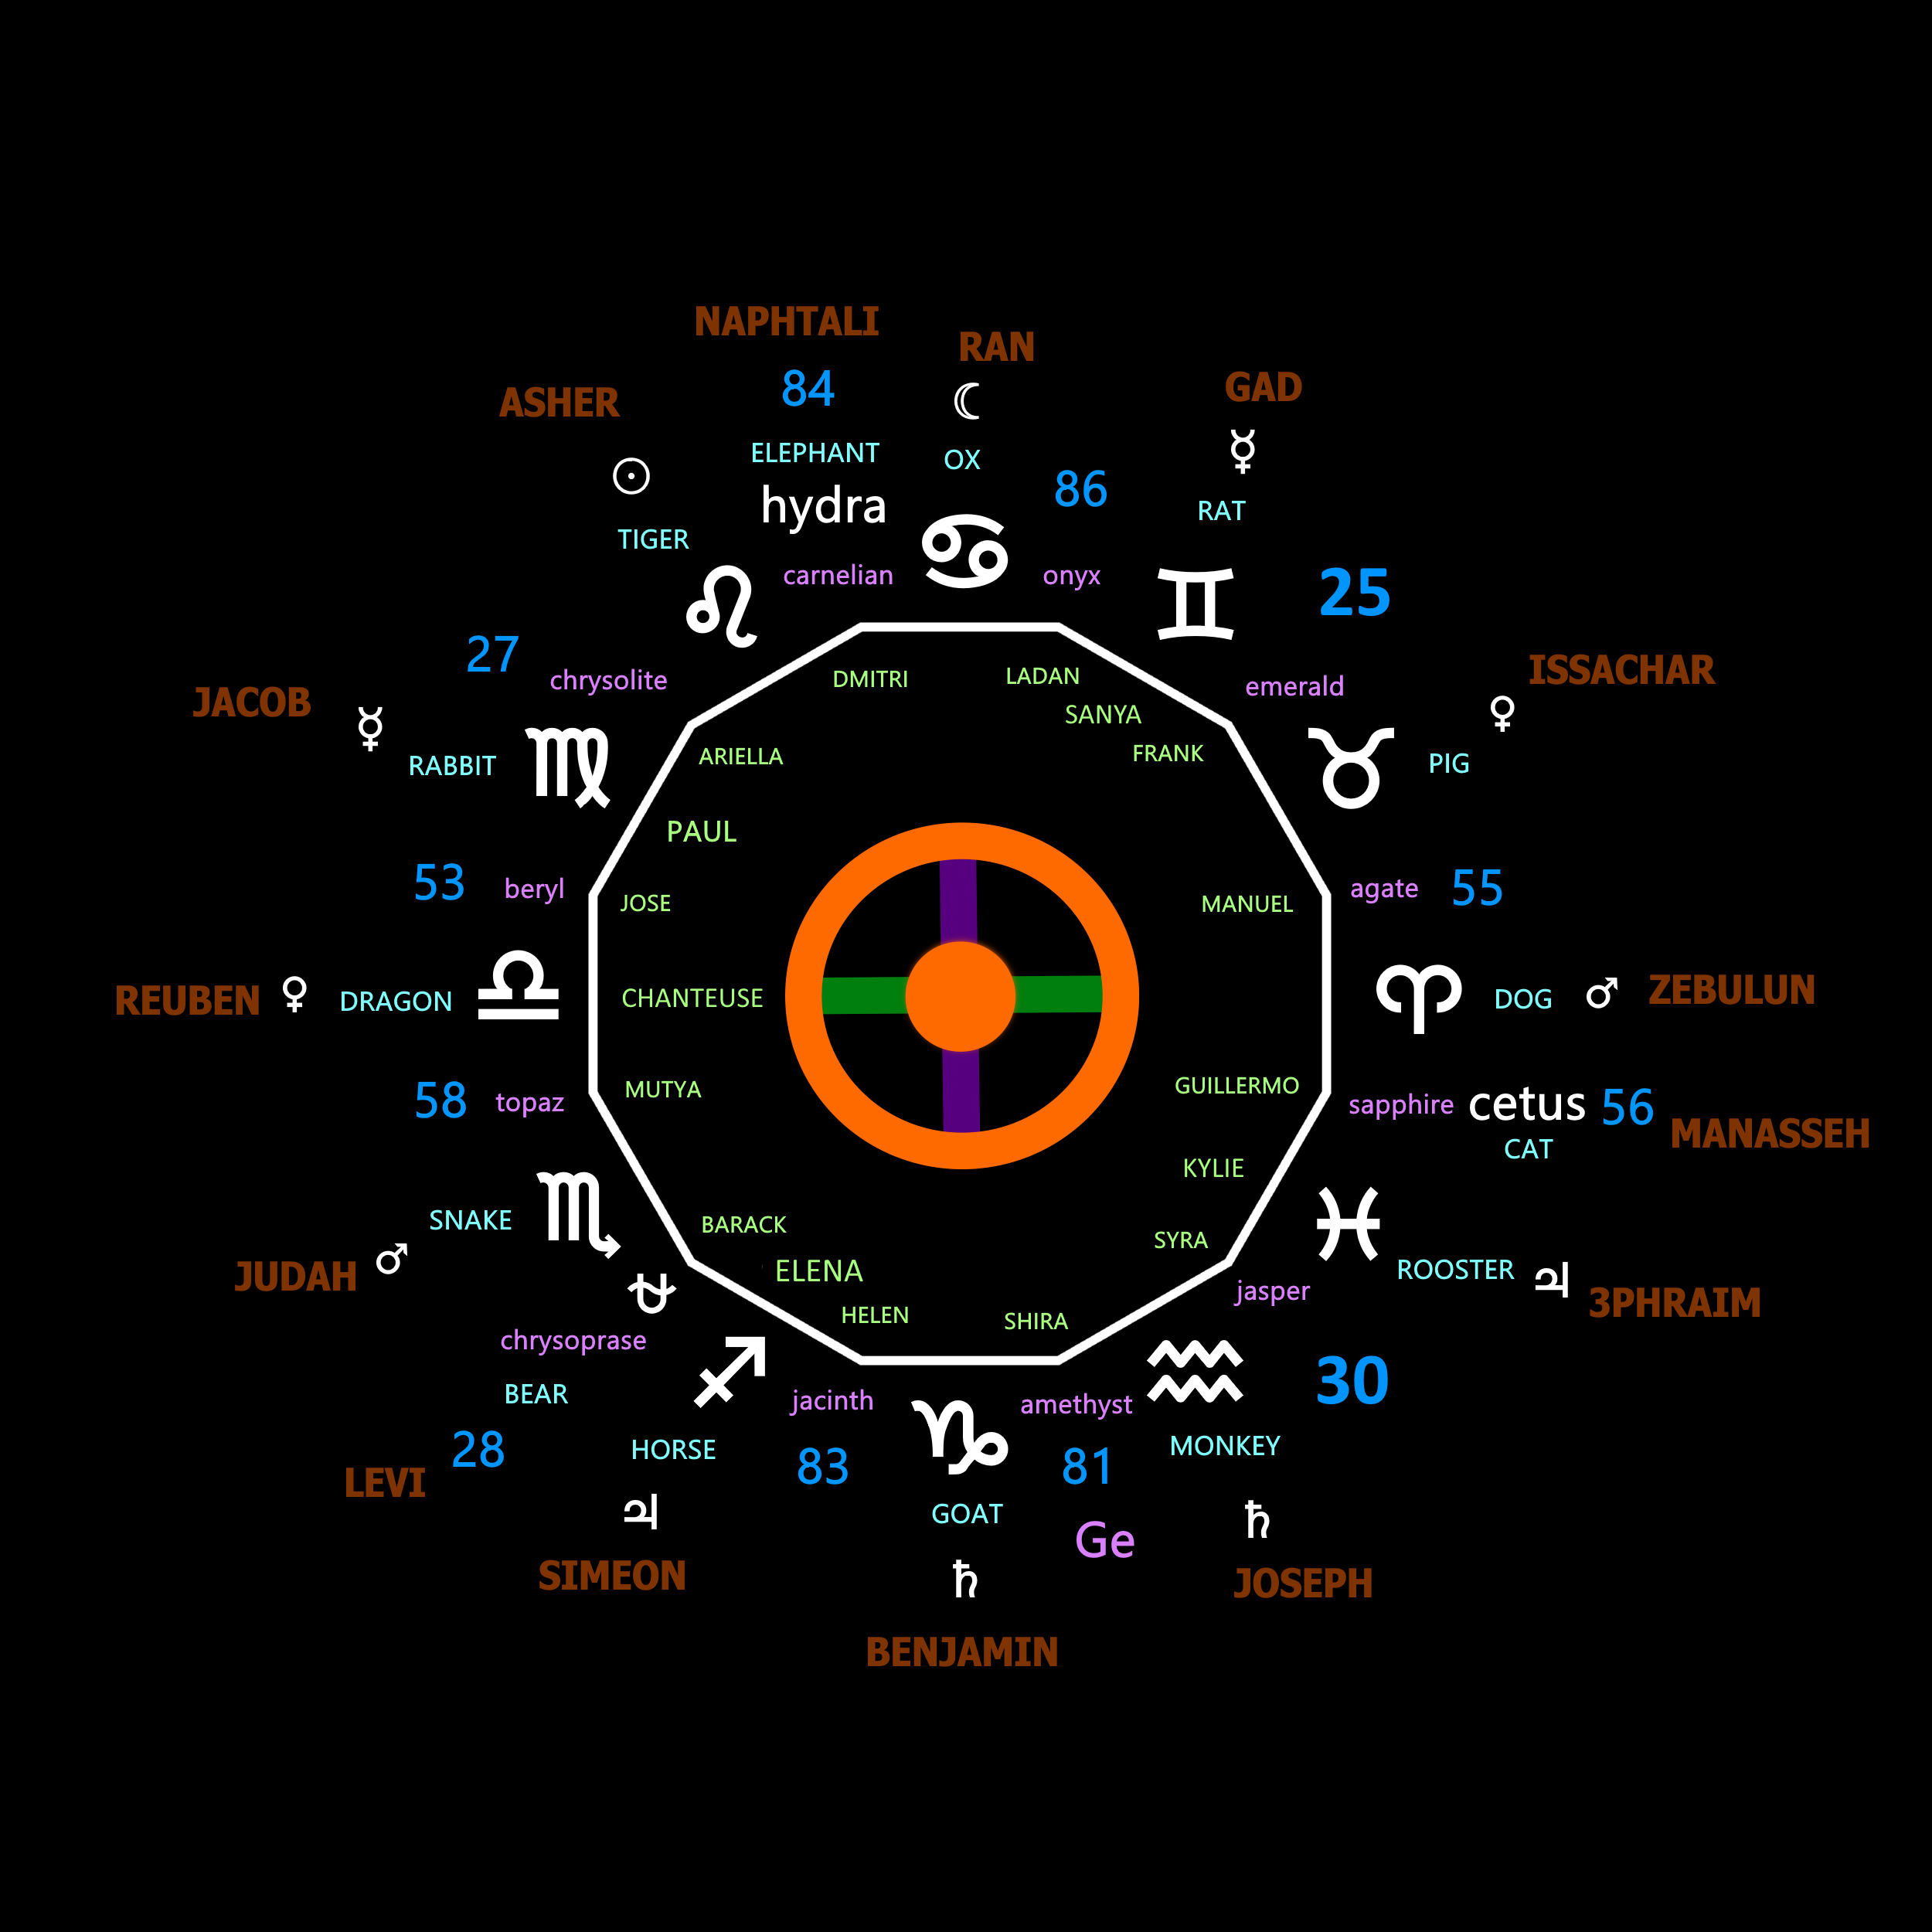 NAPHTALI
RAN
GAD
ASHER
84
☾
☿
ELEPHANT
OX
86
RAT
☉
hydra
TIGER
♋
carnelian
onyx
♊
25
♌
27
chrysolite
DMITRI
LADAN
emerald
ISSACHAR
JACOB
☿
SANYA
♀
RABBIT
♍
ARIELLA
FRANK
♉
PIG
PAUL
53
beryl
JOSE
MANUEL
agate
55
REUBEN
♀
DRAGON
♎
CHANTEUSE
♈
DOG
♂
ZEBULUN
58
topaz
MUTYA
GUILLERMO
sapphire
cetus
56
MANASSEH
CAT
KYLIE
SNAKE
♏
BARACK
SYRA
♓
JUDAH
♂
ELENA
ROOSTER
♃
3PHRAIM
⛎
HELEN
SHIRA
jasper
chrysoprase
♐
♒
30
BEAR
jacinth
amethyst
LEVI
28
HORSE
83
♑
81
MONKEY
♃
GOAT
Ge
♄
SIMEON
♄
JOSEPH
BENJAMIN